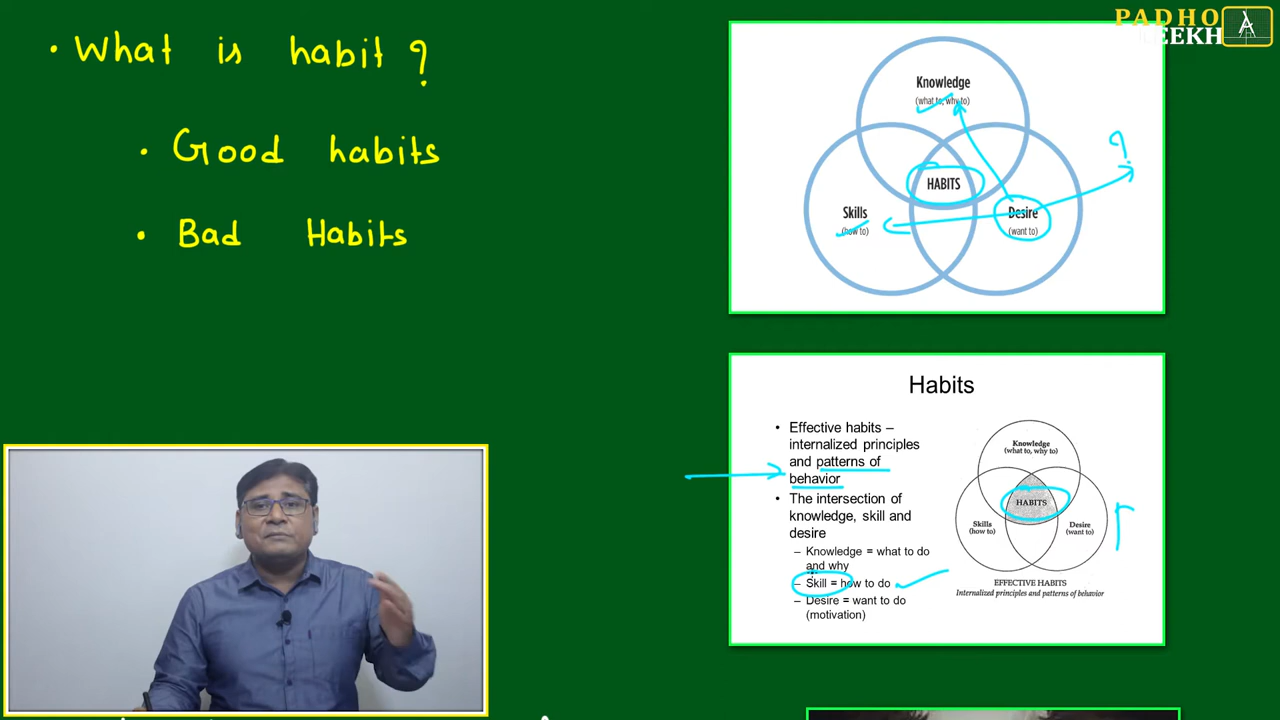 PADHO
LEEKHO
• What is habit ?
• Good habits
• Bad Habits
Knowledge
(what to, why to)
?
HABITS
Skills
(how to)
Desire
(want to)
Habits
• Effective habits –
internalized principles
and patterns of
behavior
• The intersection of
knowledge, skill and
desire
– Knowledge = what to do
and why
– Skill = how to do
– Desire = want to do
(motivation)
Knowledge
(what to, why to)
HABITS
Skills
(how to)
Desire
(want to)
EFFECTIVE HABITS
Internalized principles and patterns of behavior